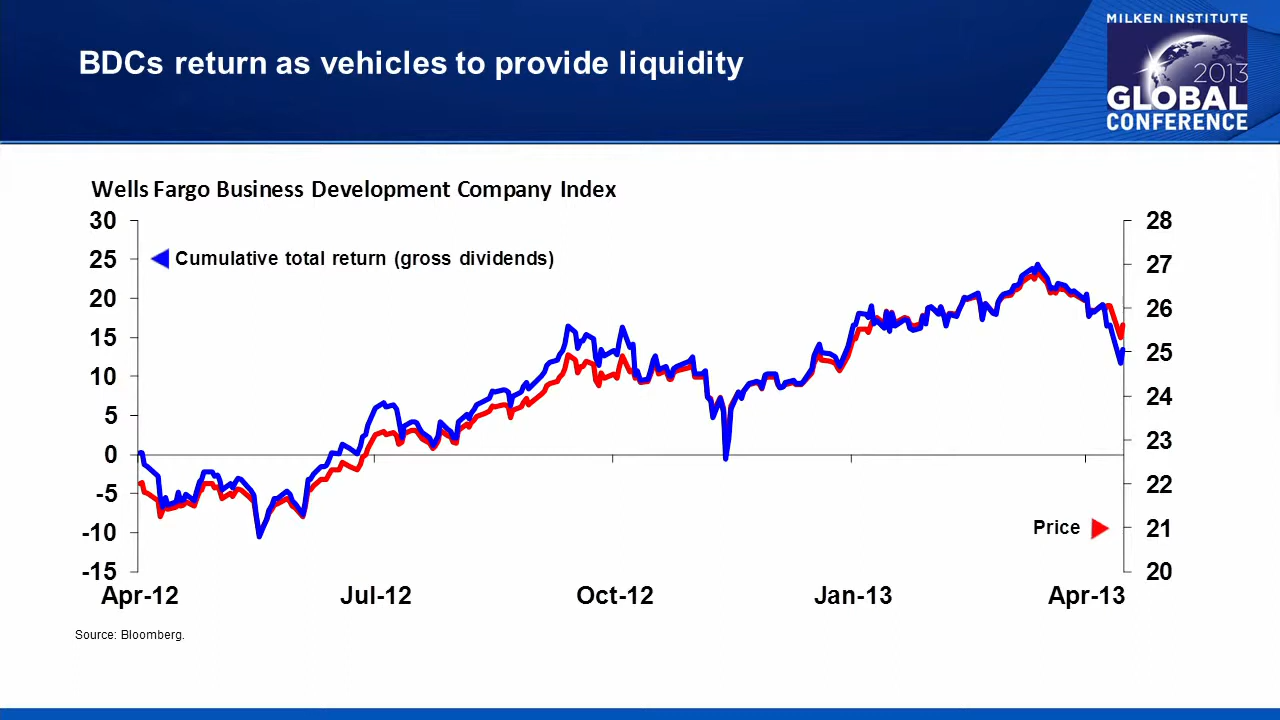 BDCs return as vehicles to provide liquidity
MILKEN INSTITUTE
2013
GLOBAL
CONFERENCE
Wells Fargo Business Development Company Index
30
25
20
15
10
5
0
-5
-10
-15
Cumulative total return (gross dividends)
28
27
26
25
24
23
22
21
20
Price
Apr-12 Jul-12 Oct-12 Jan-13 Apr-13
Source: Bloomberg.